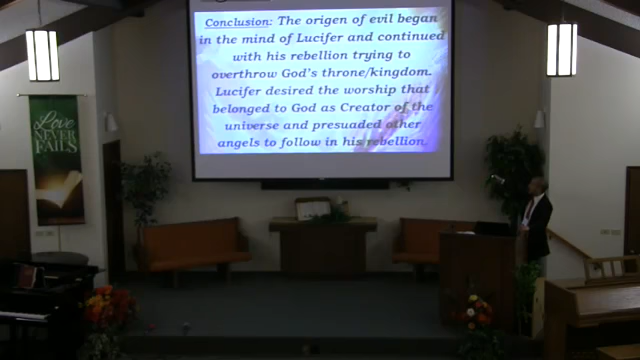 Conclusion: The origen of evil began
in the mind of Lucifer and continued
with his rebellion trying to
overthrow God's throne/kingdom.
Lucifer desired the worship that
belonged to God as Creator of the
universe and presuaded other
angels to follow in his rebellion.
Love
NEVER
FAILS